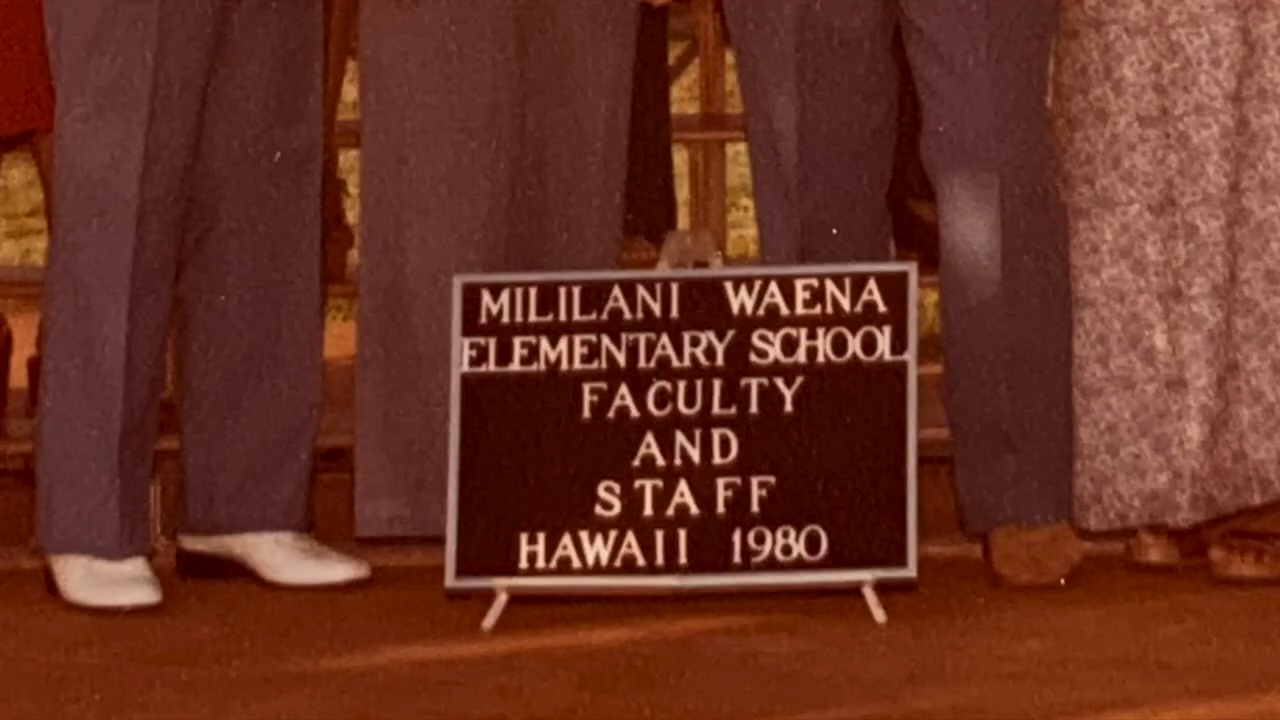 MILILANI WAENA
ELEMENTARY SCHOOL
FACULTY
AND
STAFF
HAWAII 1980